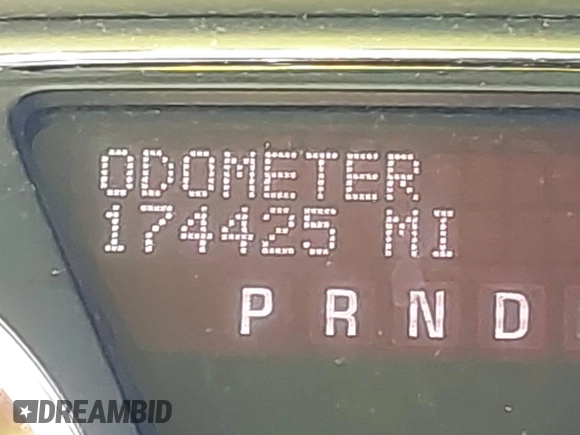 ODOMETER
174425 MI
P R N D
DREAMBID